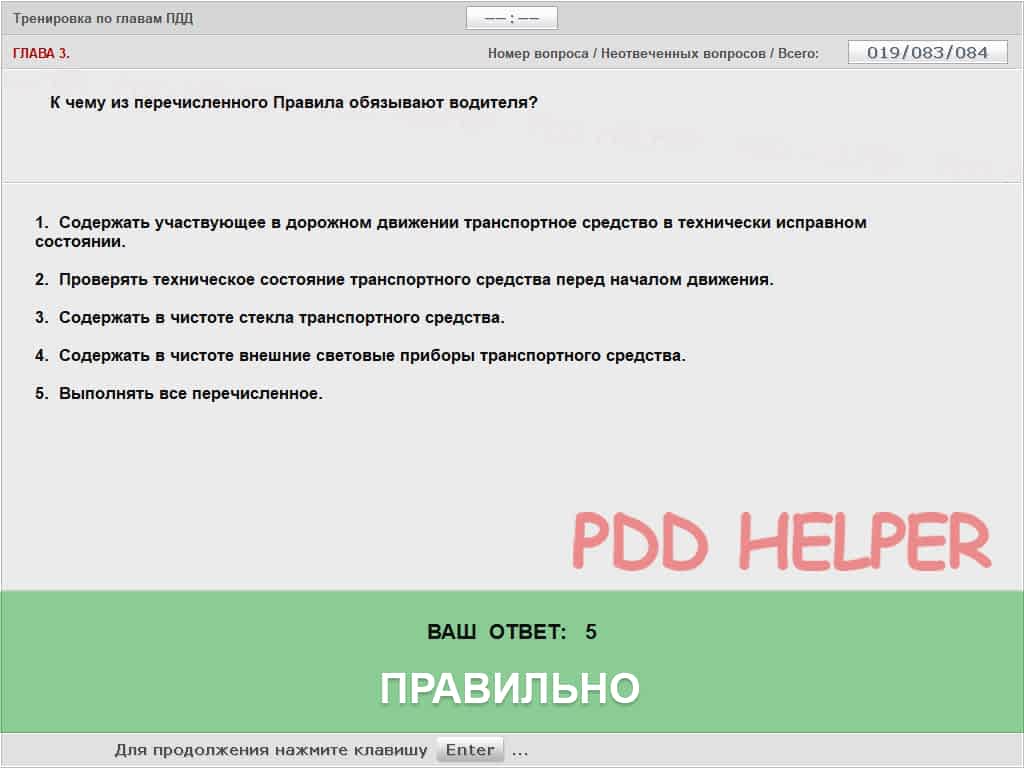 Тренировка по главам ПДД
—— : ——
ГЛАВА 3.
Номер вопроса / Неотвеченных вопросов / Всего:
019/083/084
К чему из перечисленного Правила обязывают водителя?
1. Содержать участвующее в дорожном движении транспортное средство в технически исправном
состоянии.
2. Проверять техническое состояние транспортного средства перед началом движения.
3. Содержать в чистоте стекла транспортного средства.
4. Содержать в чистоте внешние световые приборы транспортного средства.
5. Выполнять все перечисленное.
PDD HELPER
ВАШ ОТВЕТ: 5
ПРАВИЛЬНО
Для продолжения нажмите клавишу Enter ...